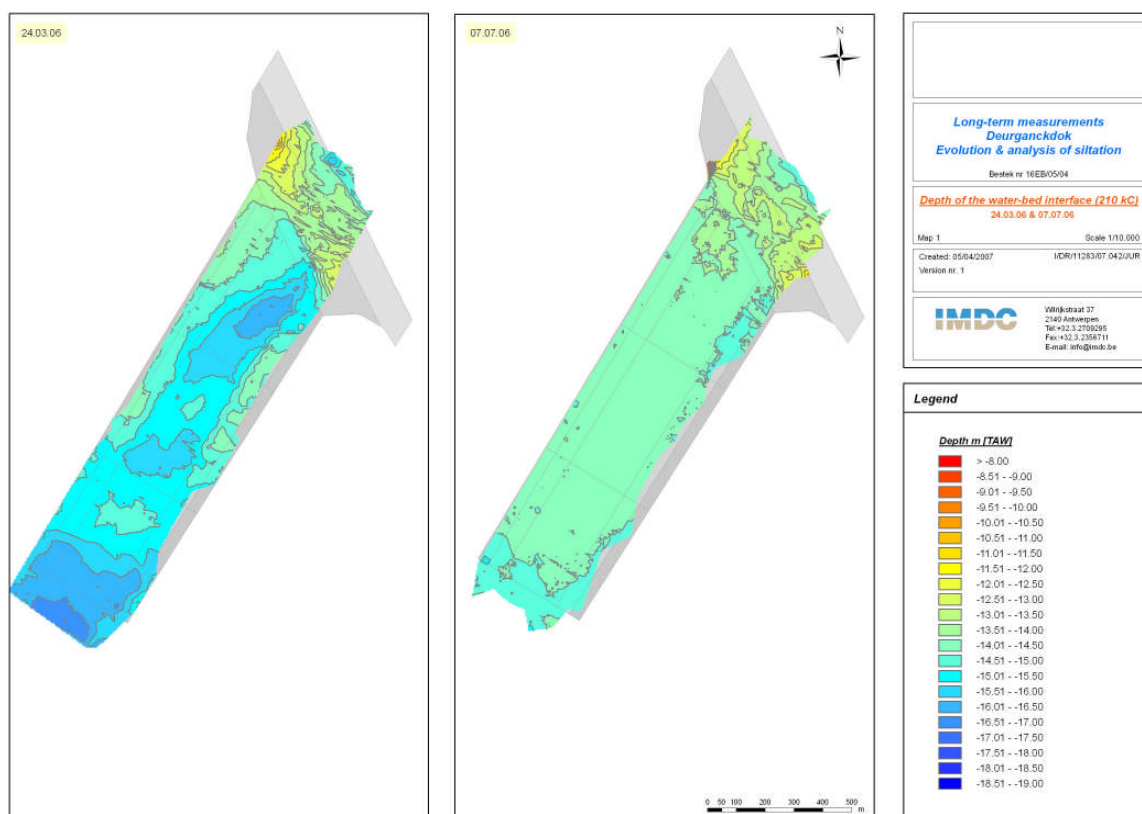 24.03.06
07.07.06
N
0 50 100 200 300 400 500
m
Long-term measurements
Deurganckdok
Evolution & analysis of siltation
Bestek nr 16EB/05/04
Depth of the water-bed interface (210 kC)
24.03.06 & 07.07.06
Map 1 Scale 1/10.000
Created: 05/04/2007 I/DR/11283/07.042/JUR
Version nr. 1
IMDC
Wilrijkstraat 37
2140 Antwerpen
Tel:+32.3.2709295
Fax:+32.3.2356711
E-mail: info@imdc.be
Legend
Depth m [TAW]
> -8.00
-8.51 - -9.00
-9.01 - -9.50
-9.51 - -10.00
-10.01 - -10.50
-10.51 - -11.00
-11.01 - -11.50
-11.51 - -12.00
-12.01 - -12.50
-12.51 - -13.00
-13.01 - -13.50
-13.51 - -14.00
-14.01 - -14.50
-14.51 - -15.00
-15.01 - -15.50
-15.51 - -16.00
-16.01 - -16.50
-16.51 - -17.00
-17.01 - -17.50
-17.51 - -18.00
-18.01 - -18.50
-18.51 - -19.00